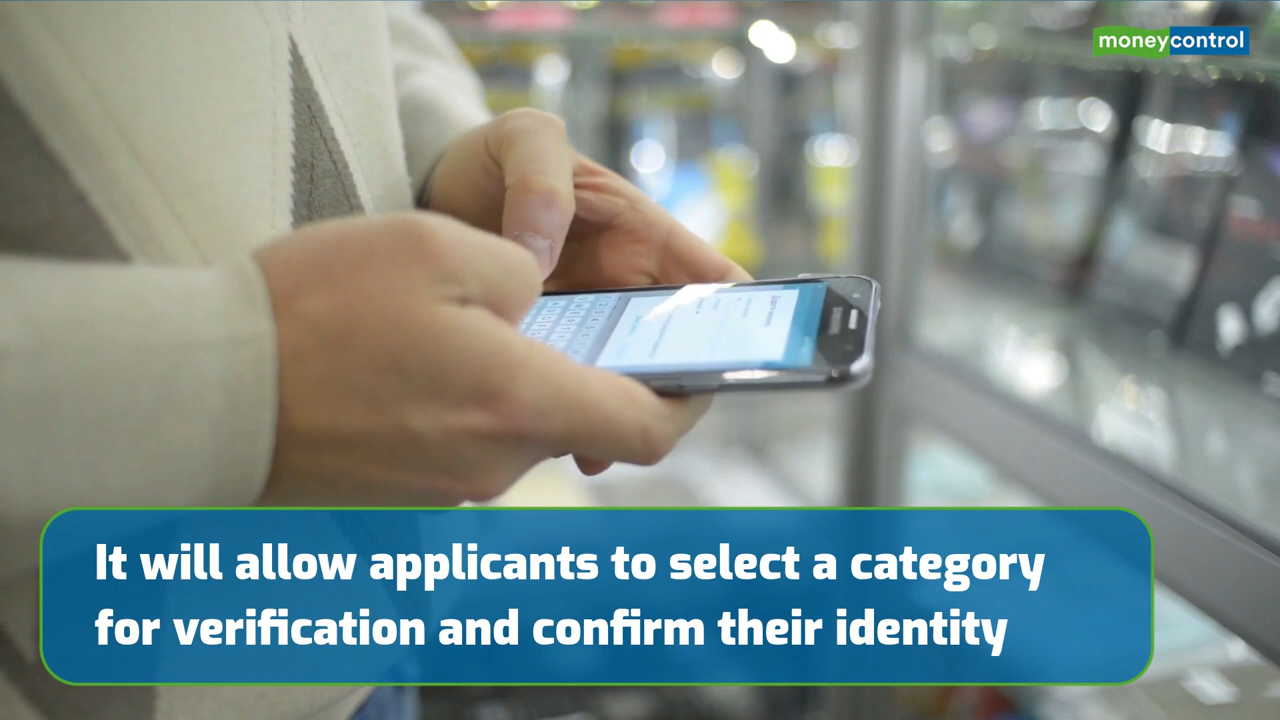 moneycontrol
It will allow applicants to select a category
for verification and confirm their identity